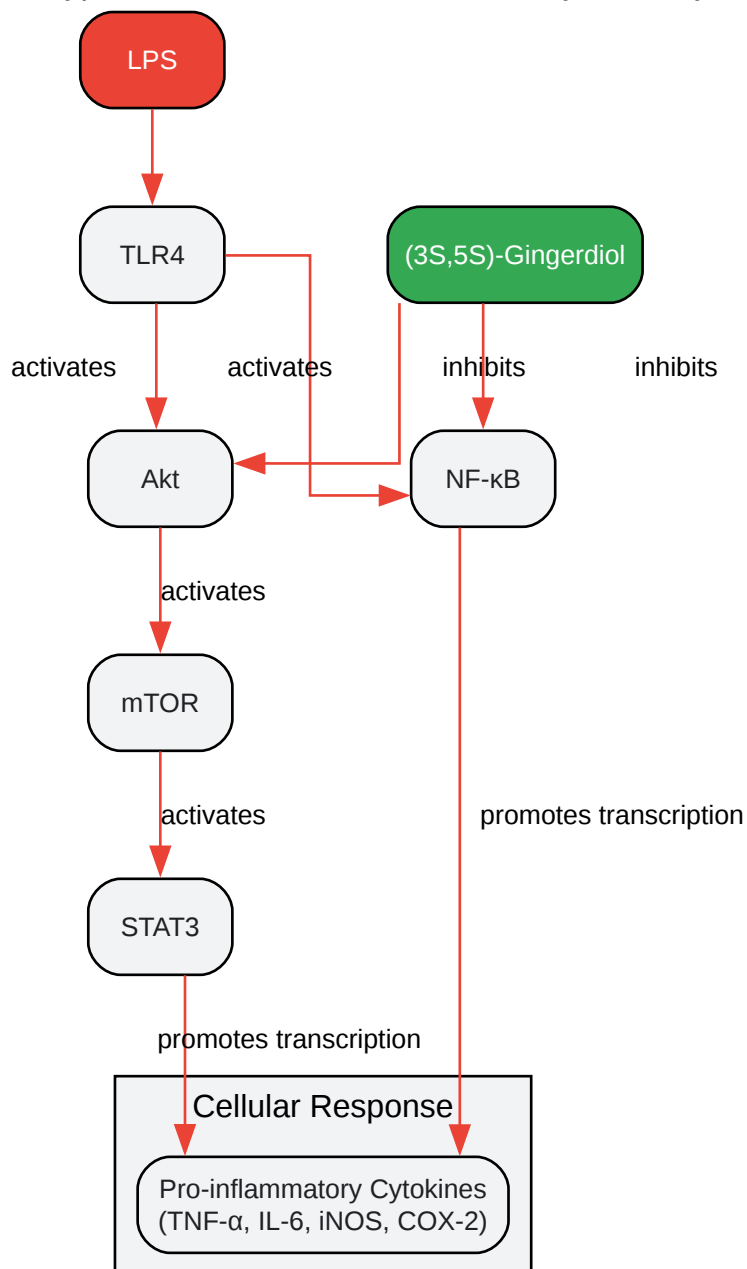 LPS
TLR4
(3S,5S)-Gingerdiol
activates
activates
inhibits
inhibits
Akt
NF-κB
activates
mTOR
activates
promotes transcription
STAT3
promotes transcription
Cellular Response
Pro-inflammatory Cytokines
(TNF-α, IL-6, iNOS, COX-2)